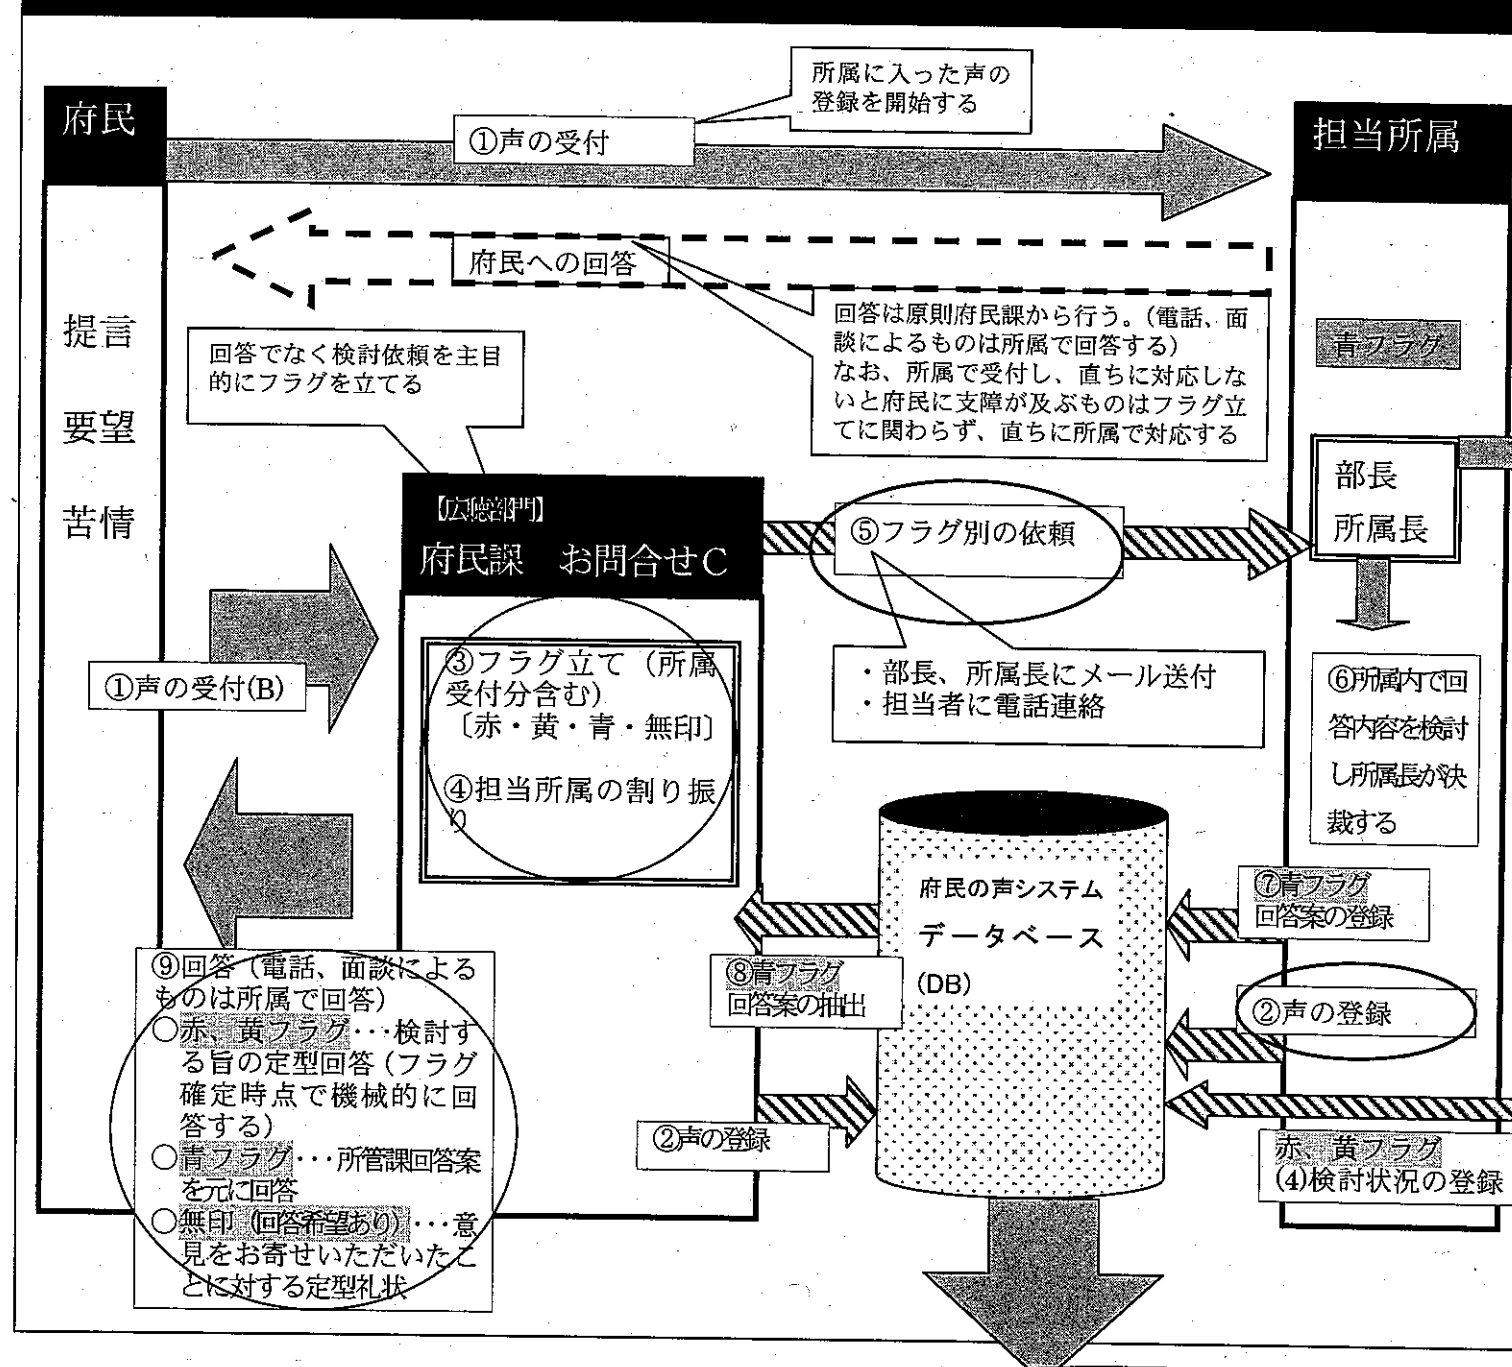 所属に入った声の
登録を開始する
府民
①声の受付
担当所属
府民への回答
回答は原則府民課から行う。（電話、面
談によるものは所属で回答する）
なお、所属で受付し、直ちに対応しな
いと府民に支障が及ぶものはフラグ立
てに関わらず、直ちに所属で対応する
提言
要望
苦情
回答でなく検討依頼を主目
的にフラグを立てる
青フラグ
部長
所属長
【広聴部門】
府民課　お問合せC
⑤フラグ別の依頼
・部長、所属長にメール送付
・担当者に電話連絡
①声の受付(B)
③フラグ立て（所属
受付分含む）
〔赤・黄・青・無印〕
④担当所属の割り振
り
⑥所属内で回
答内容を検討
し所属長が決
裁する
府民の声システム
データベース
(DB)
⑦青フラグ
回答案の登録
⑧青フラグ
回答案の抽出
②声の登録
②声の登録
赤、黄フラグ
(4)検討状況の登録
⑨回答（電話、面談による
ものは所属で回答）
○赤、黄フラグ･･･検討す
る旨の定型回答（フラグ
確定時点で機械的に回
答する）
○青フラグ･･･所管課回答案
を元に回答
○無印（回答希望あり）･･･意
見をお寄せいただいたこ
とに対する定型礼状